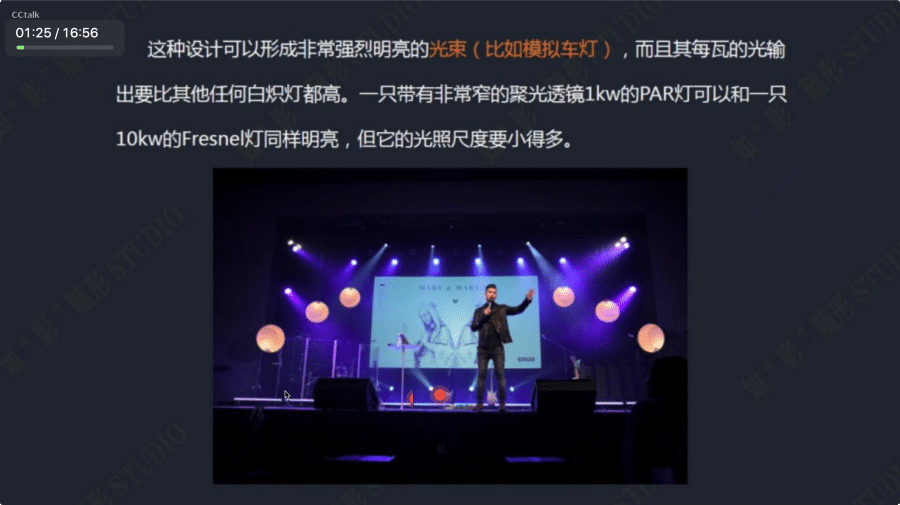 CCtalk
01:25 / 16:56
这种设计可以形成非常强烈明亮的光束（比如模拟车灯），而且其每瓦的光输
出要比其他任何白炽灯都高。一只带有非常窄的聚光透镜1kw的PAR灯可以和一只
10kw的Fresnel灯同样明亮，但它的光照尺度要小得多。